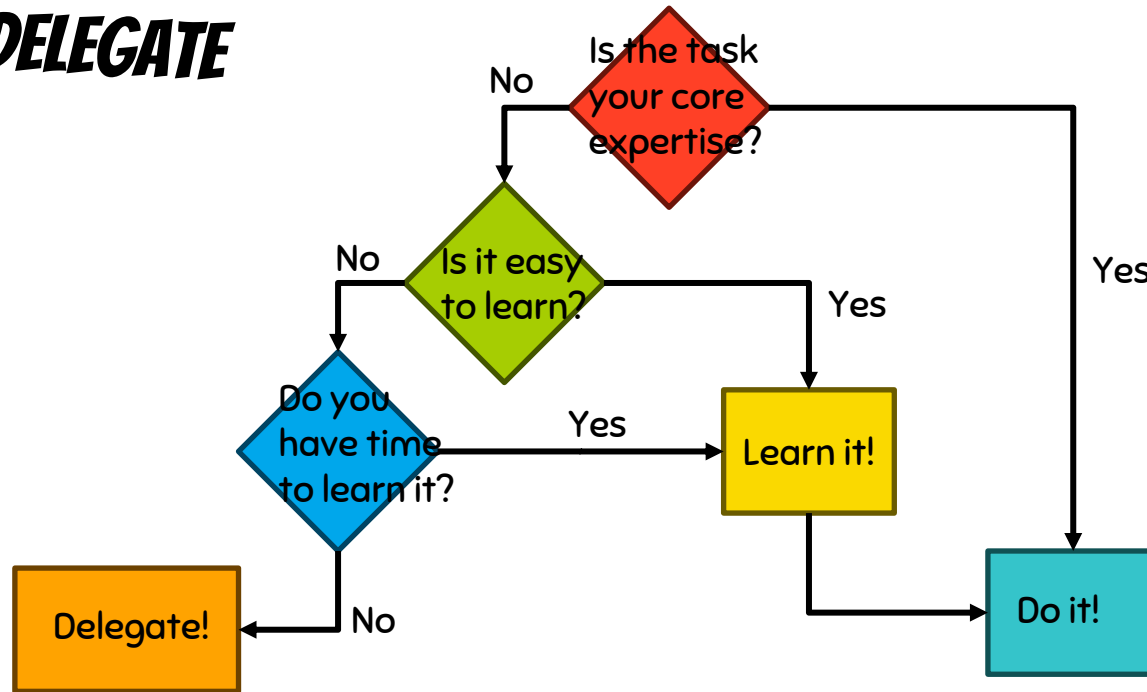 DELEGATE
Is the task
your core
expertise?
No
Yes
Is it easy
to learn?
No
Yes
Do you
have time
to learn it?
Yes
Learn it!
No
Delegate!
Do it!